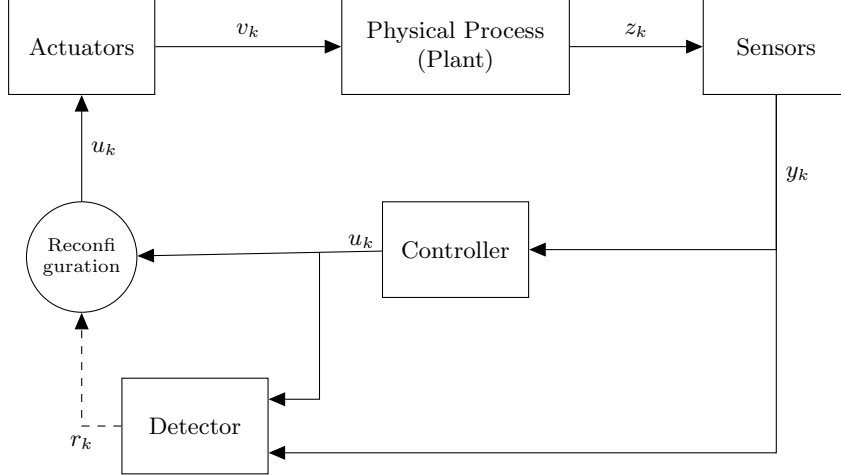 Actuators
v_k
Physical Process
(Plant)
z_k
Sensors
u_k
y_k
Reconfi
guration
u_k
Controller
Detector
r_k